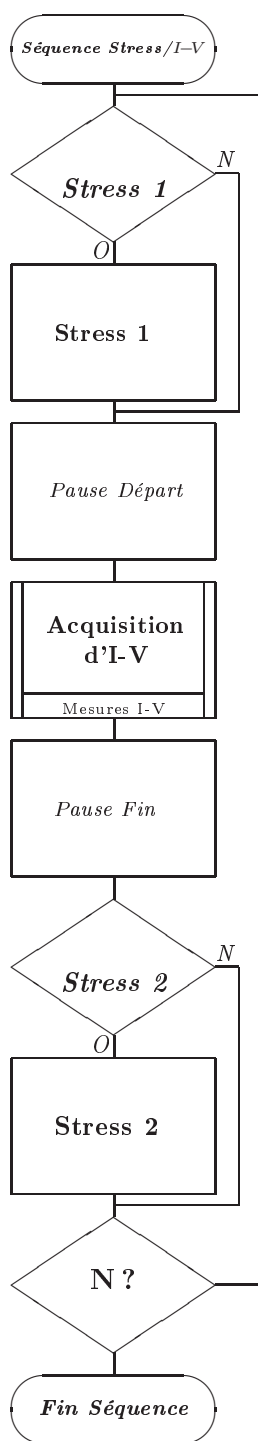 Séquence Stress/I–V
Stress 1
N
O
Stress 1
Pause Départ
Acquisition
d'I-V
Mesures I-V
Pause Fin
Stress 2
N
O
Stress 2
N ?
Fin Séquence